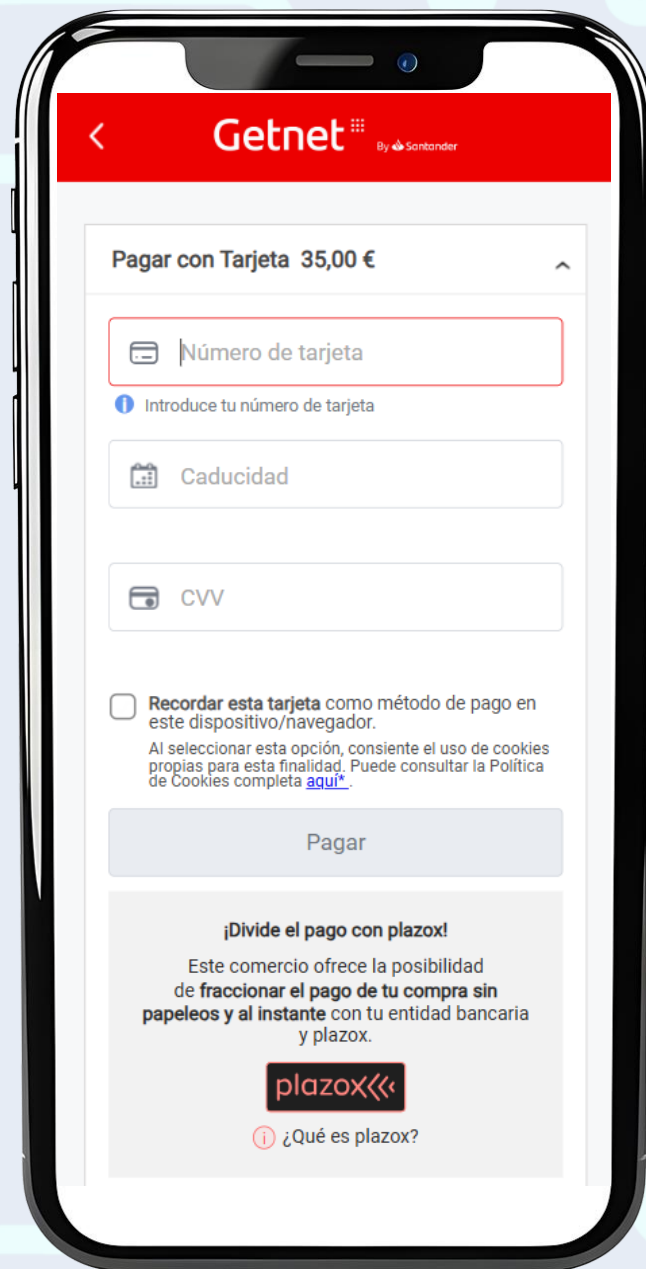 Getnet By Santander
Pagar con Tarjeta 35,00 €
Número de tarjeta
Introduce tu número de tarjeta
Caducidad
CVV
Recordar esta tarjeta como método de pago en
este dispositivo/navegador.
Al seleccionar esta opción, consiente el uso de cookies
propias para esta finalidad. Puede consultar la Política
de Cookies completa aquí* .
Pagar
¡Divide el pago con plazox!
Este comercio ofrece la posibilidad
de fraccionar el pago de tu compra sin
papeleos y al instante con tu entidad bancaria
y plazox.
plazox
¿Qué es plazox?